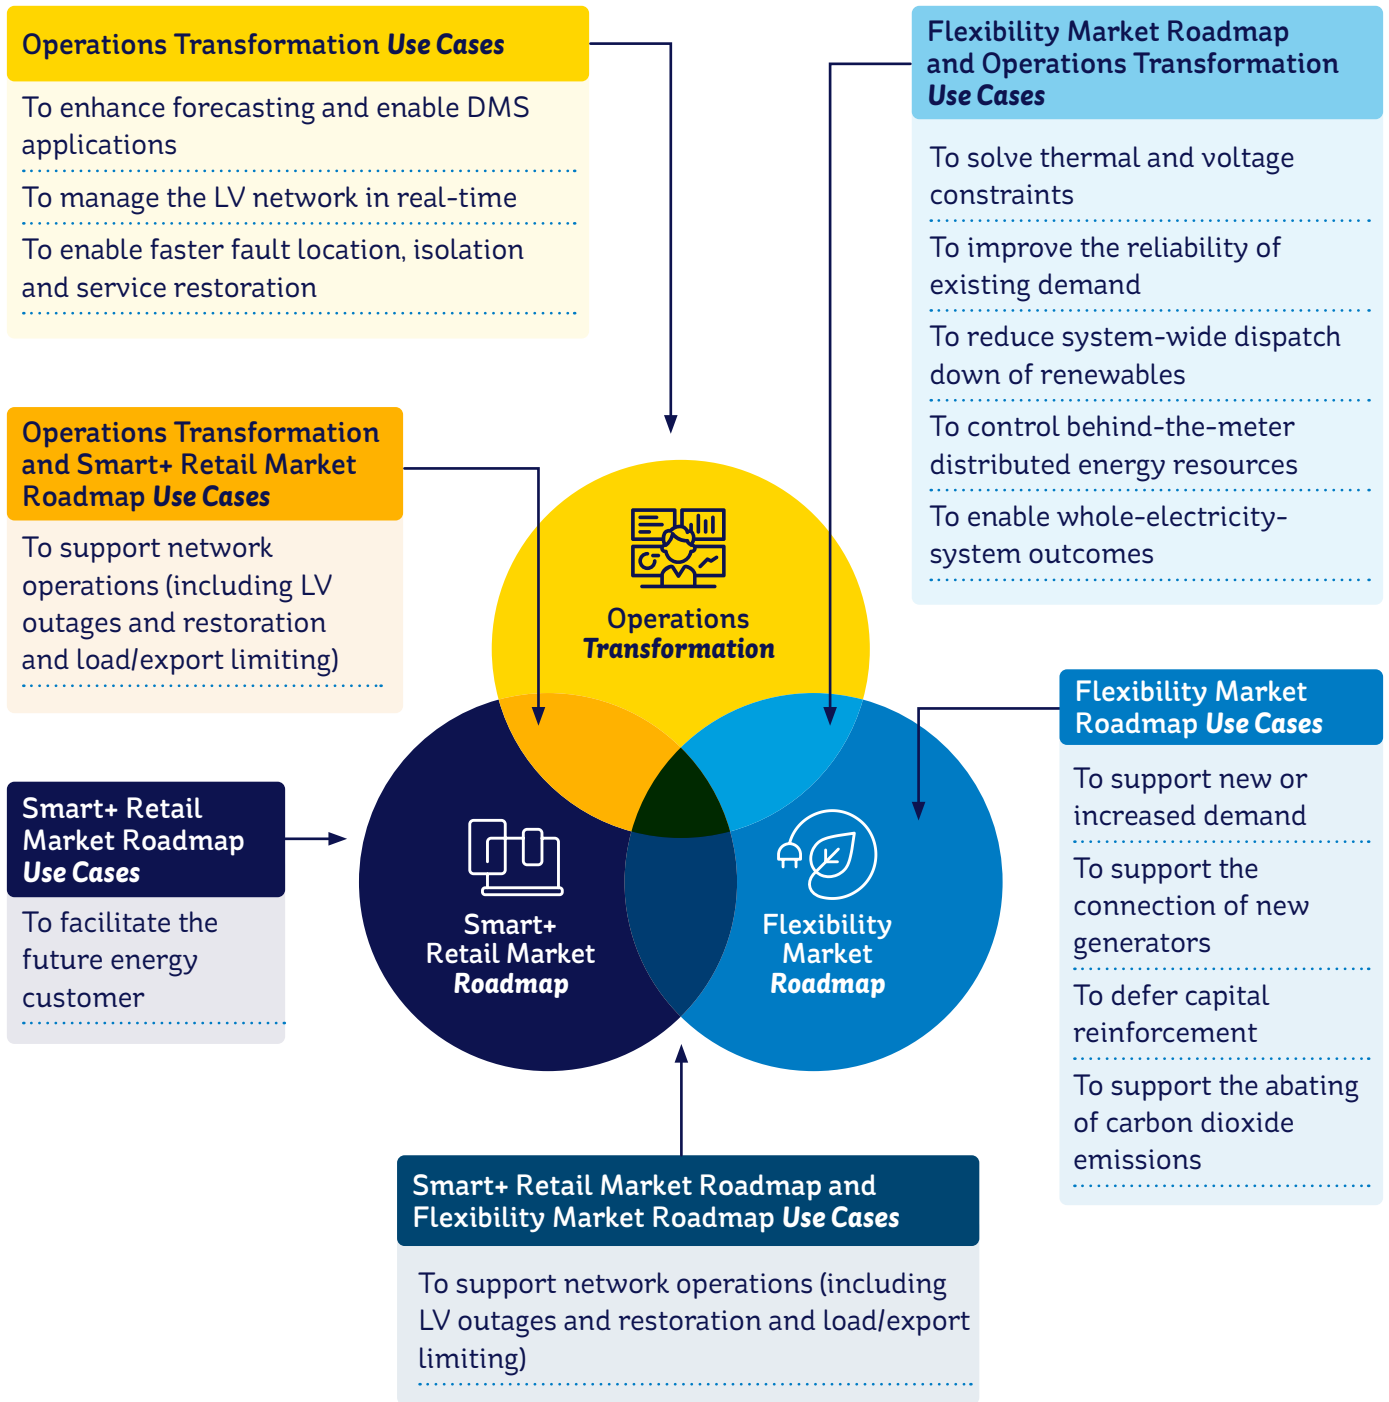 Operations Transformation Use Cases
To enhance forecasting and enable DMS
applications
To manage the LV network in real-time
To enable faster fault location, isolation
and service restoration
Flexibility Market Roadmap
and Operations Transformation
Use Cases
To solve thermal and voltage
constraints
To improve the reliability of
existing demand
To reduce system-wide dispatch
down of renewables
To control behind-the-meter
distributed energy resources
To enable whole-electricity-
system outcomes
Operations Transformation
and Smart+ Retail Market
Roadmap Use Cases
To support network
operations (including LV
outages and restoration
and load/export limiting)
Operations
Transformation
Flexibility Market
Roadmap Use Cases
To support new or
increased demand
To support the
connection of new
generators
To defer capital
reinforcement
To support the abating
of carbon dioxide
emissions
Smart+ Retail
Market Roadmap
Use Cases
To facilitate the
future energy
customer
Smart+
Retail Market
Roadmap
Flexibility
Market
Roadmap
Smart+ Retail Market Roadmap and
Flexibility Market Roadmap Use Cases
To support network operations (including
LV outages and restoration and load/export
limiting)